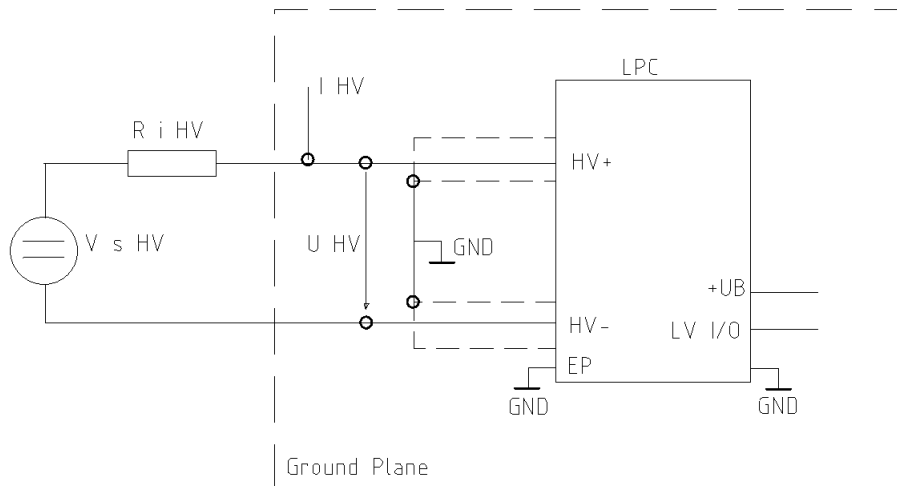 LPC
I HV
R i HV
HV+
V s HV
U HV
GND
+UB
HV-
LV I/O
EP
GND
GND
Ground Plane